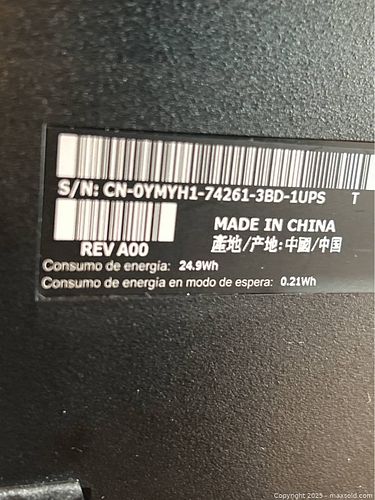 S/N: CN-0YMYH1-74261-3BD-1UPS T
MADE IN CHINA
REV A00
產地/产地:中國/中国
Consumo de energía: 24.9Wh
Consumo de energía en modo de espera: 0.21Wh
Copyright 2025 - maxsold.com